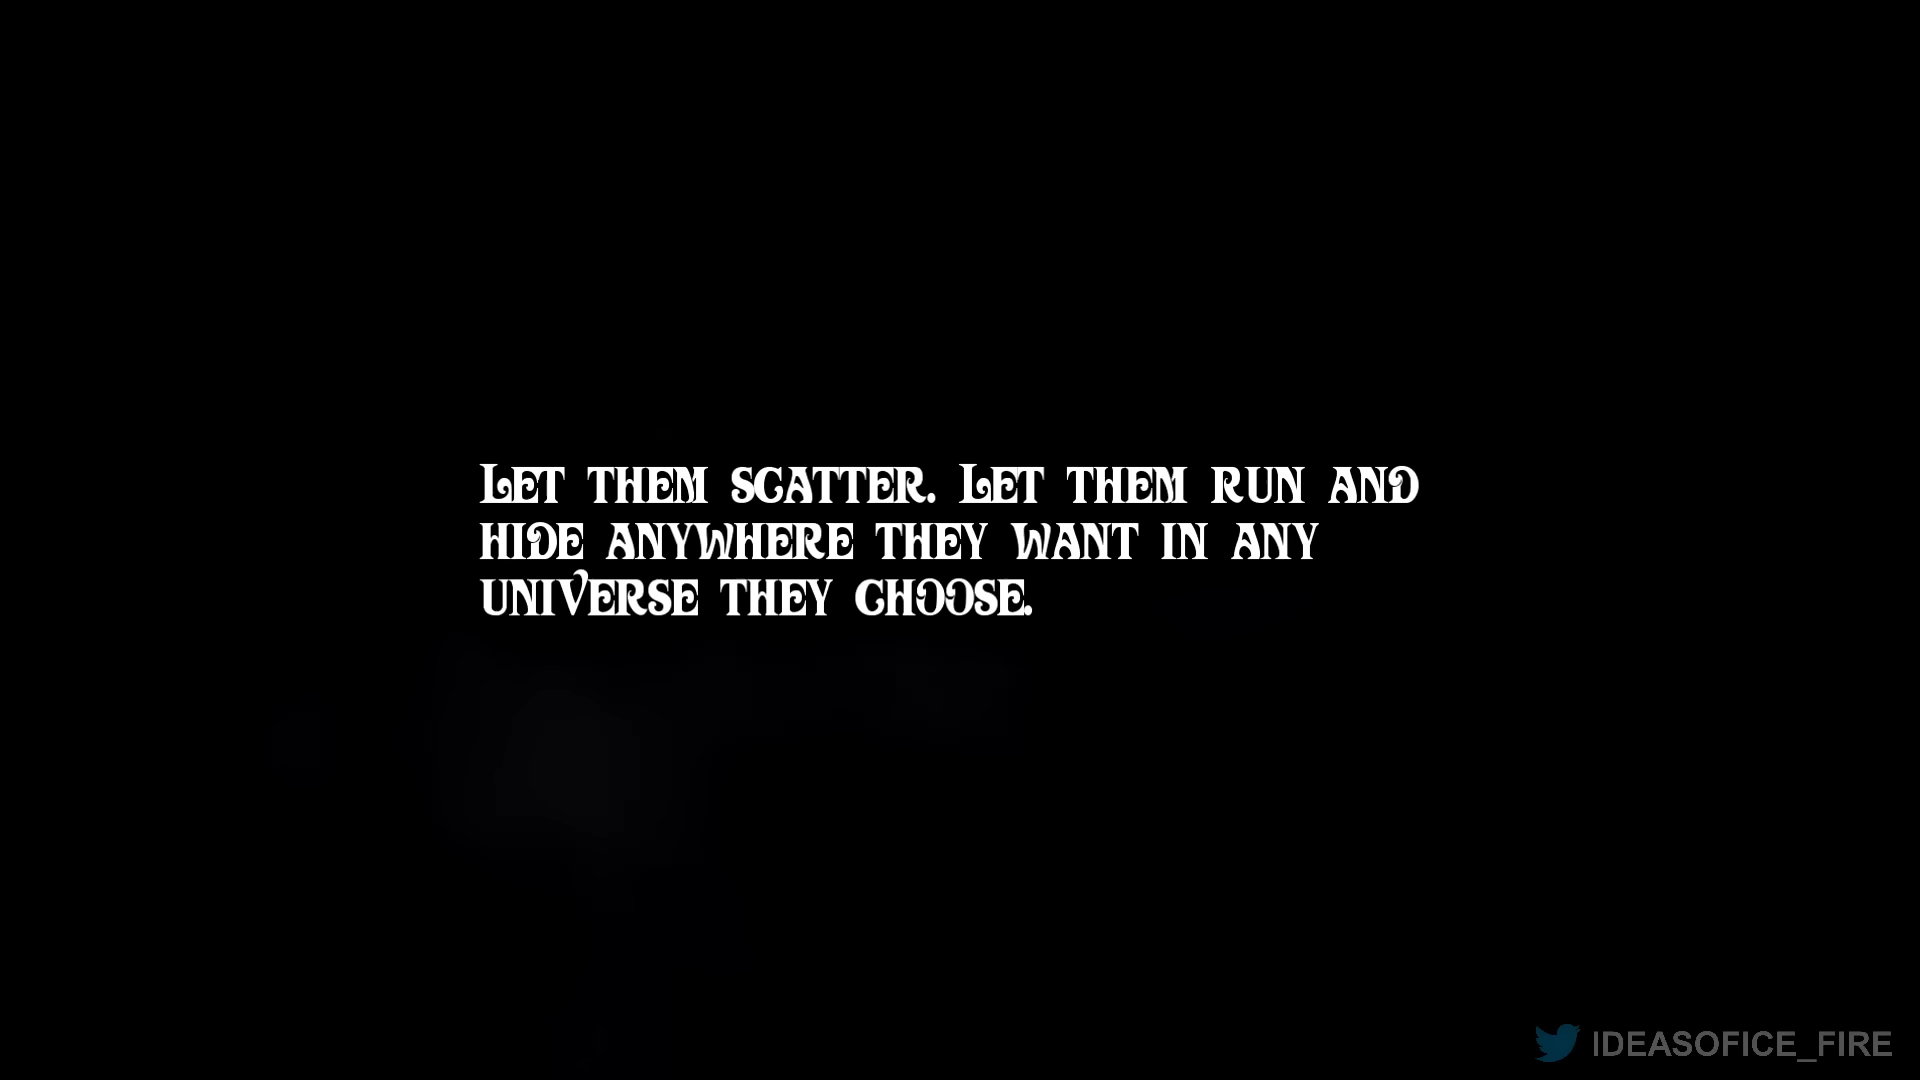 Let them scatter. Let them run and
hide anywhere they want in any
universe they choose.
IDEASOFICE_FIRE